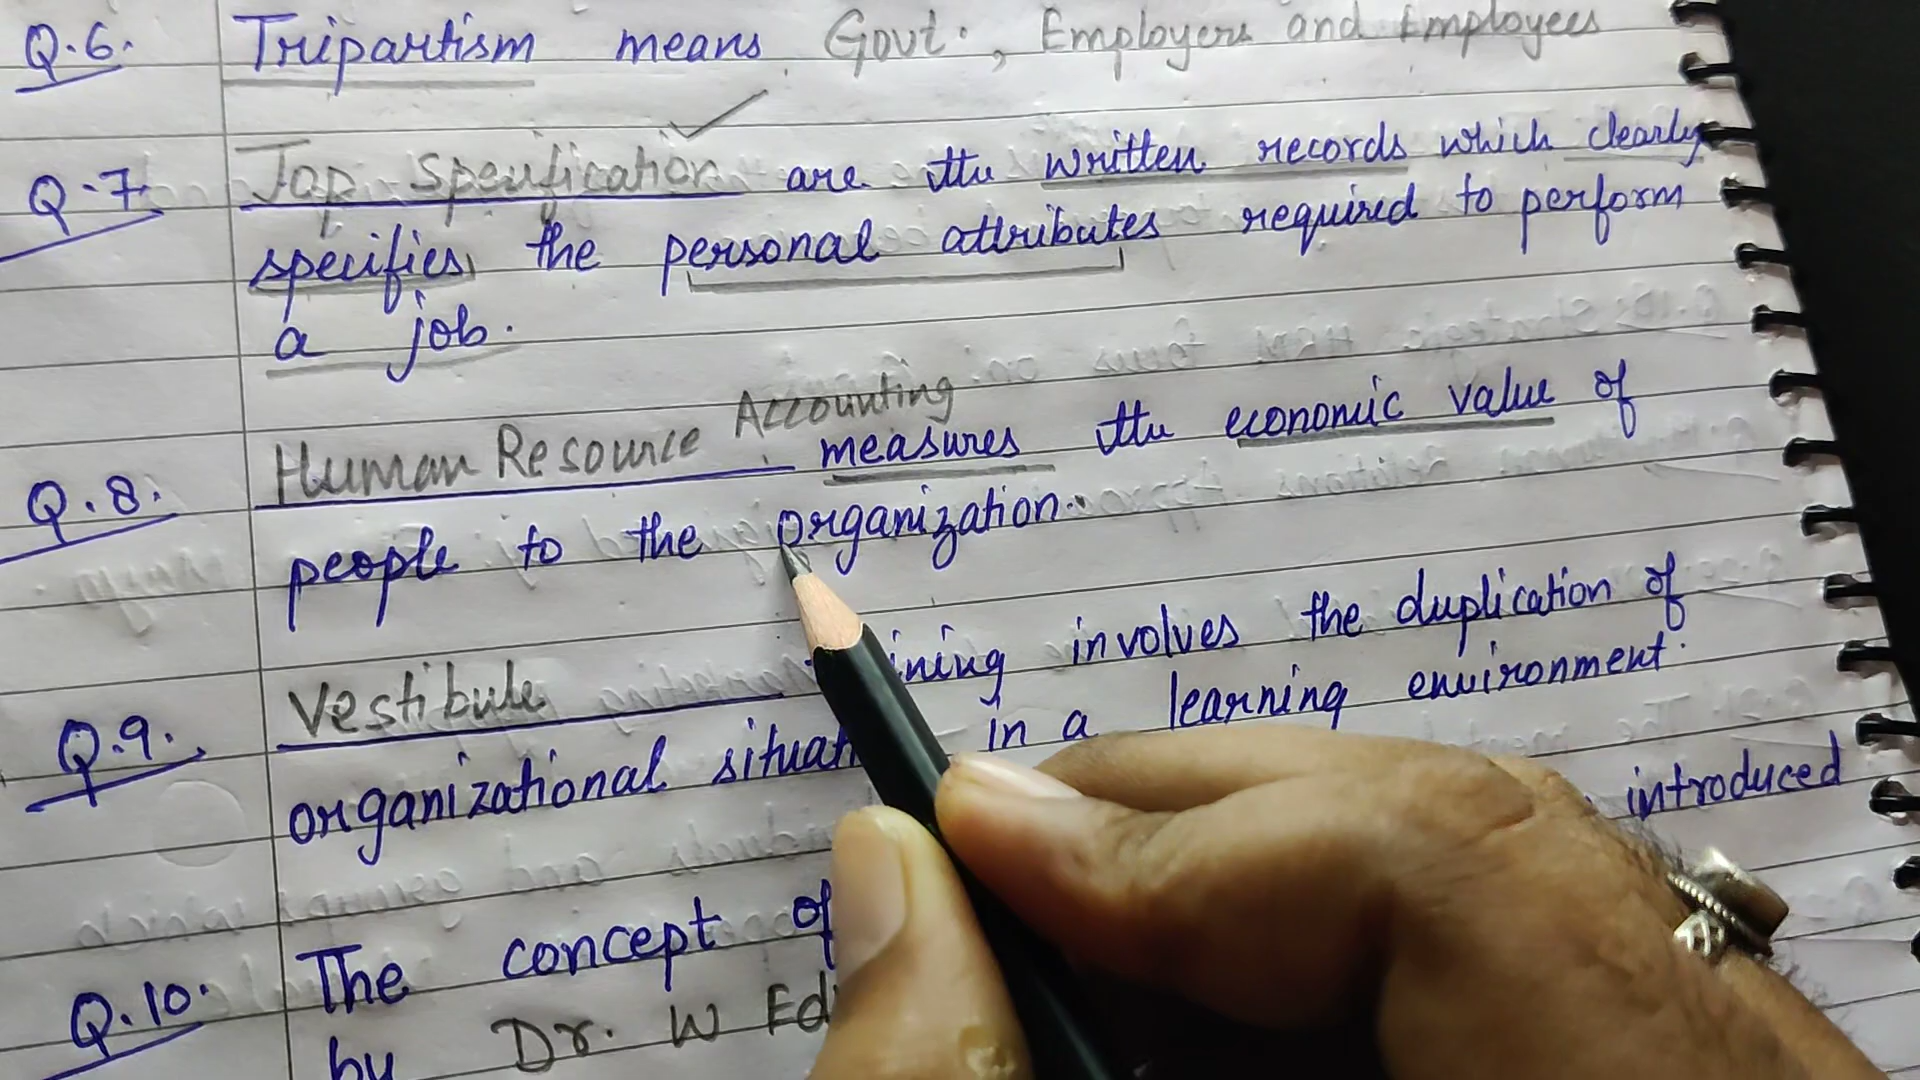 Q.6. Tripartism means Govt., Employers and Employees
Q.7 Jop Specification are the written records which clearly
specifies the personal attributes required to perform
a job.
Q.8. Human Resource Accounting measures the economic value of
people to the organization.
Q.9. Vestibule ining involves the duplication of
organizational situat in a learning environment.
Q.10. The concept of introduced
by Dr. W Ed